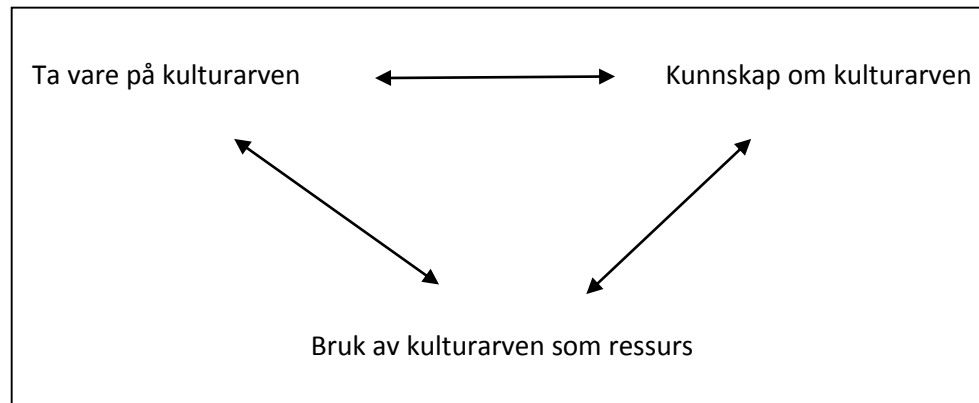 Ta vare på kulturarven
Kunnskap om kulturarven
Bruk av kulturarven som ressurs